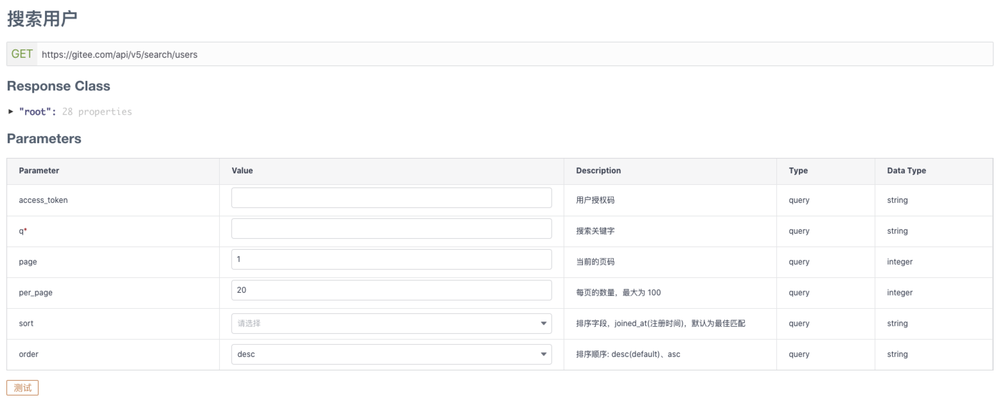 搜索用户
GET https://gitee.com/api/v5/search/users
Response Class
▶ "root": 28 properties
Parameters
Parameter Value Description Type Data Type
access_token 用户授权码 query string
q* 搜索关键字 query string
page 1 当前的页码 query integer
per_page 20 每页的数量，最大为 100 query integer
sort 请选择 排序字段，joined_at(注册时间)，默认为最佳匹配 query string
order desc 排序顺序: desc(default)、asc query string
测试